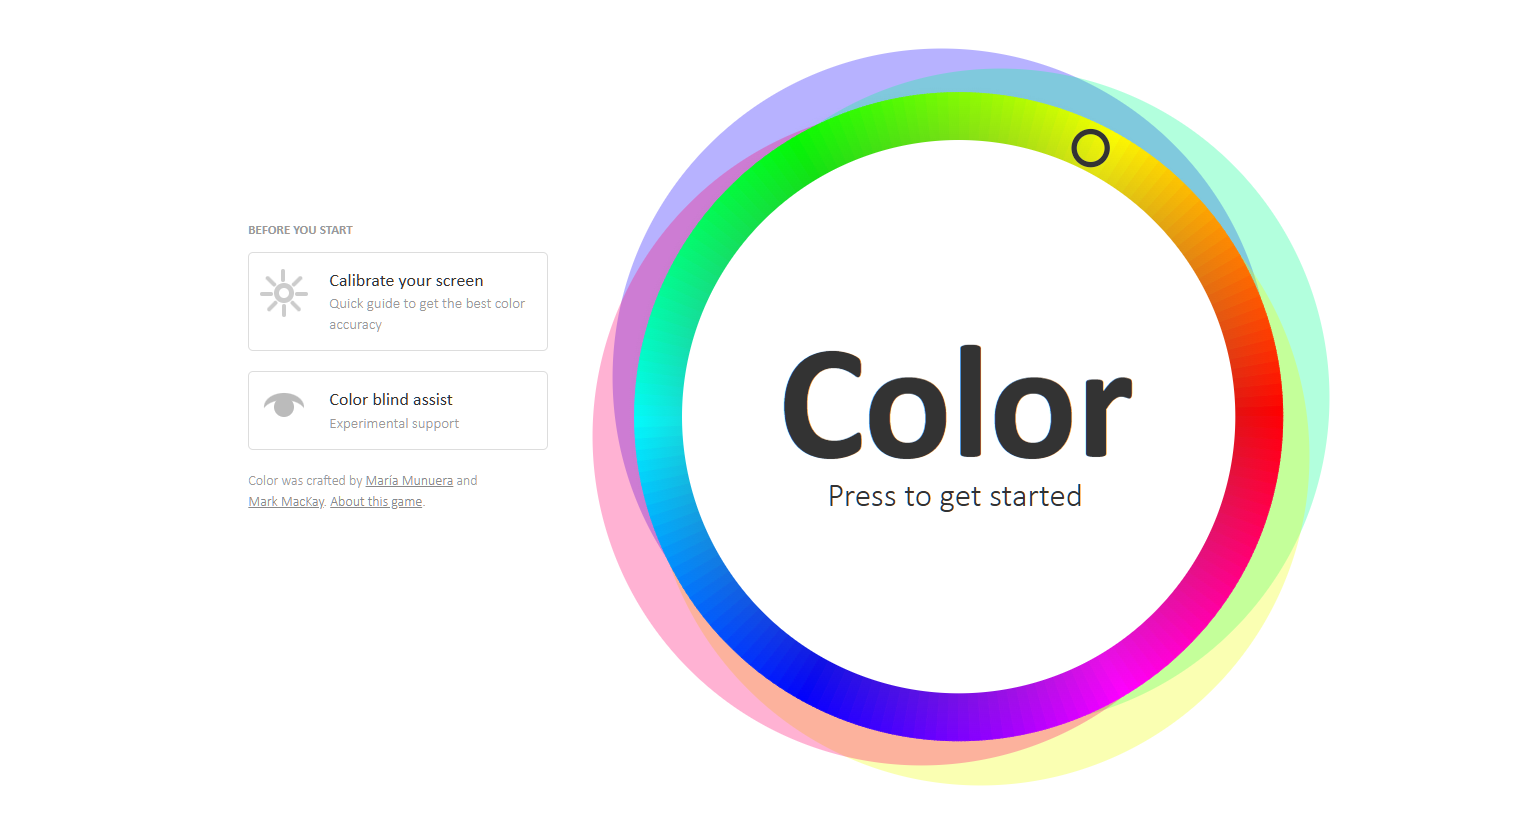 BEFORE YOU START
Calibrate your screen
Quick guide to get the best color
accuracy
Color blind assist
Experimental support
Color was crafted by María Munuera and
Mark MacKay. About this game.
Color
Press to get started